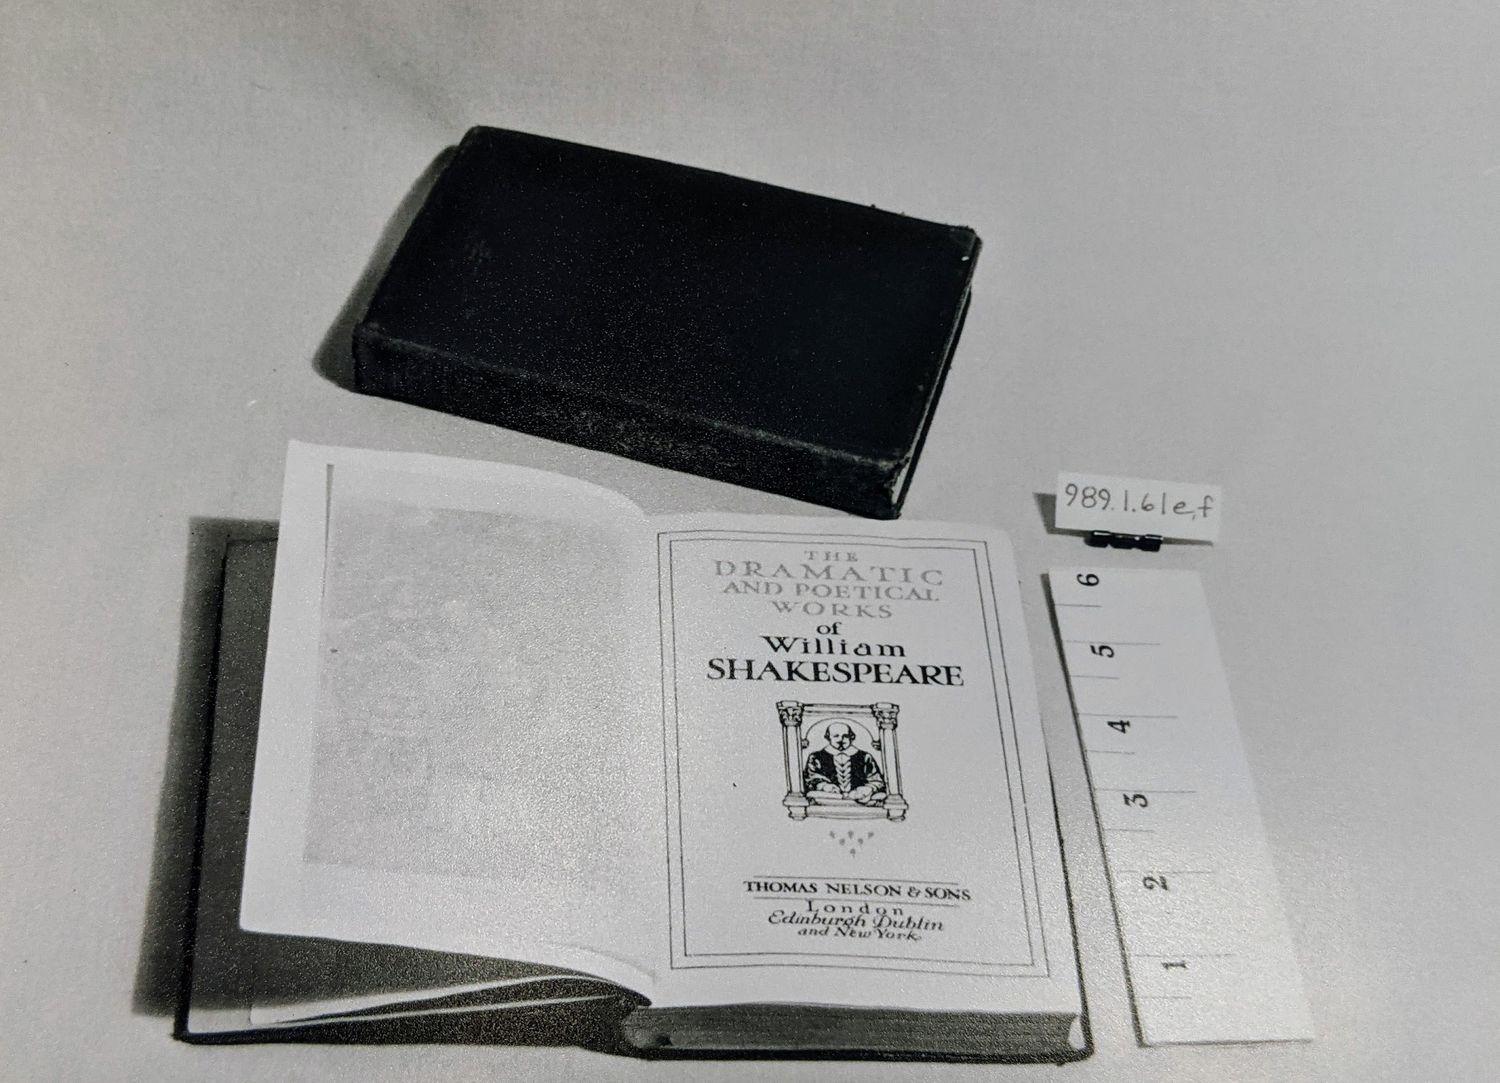 THE
DRAMATIC
AND POETICAL
WORKS
of
William
SHAKESPEARE
THOMAS NELSON & SONS
London
Edinburgh Dublin
and New York
989.1.61e,f
6
5
4
3
2
1